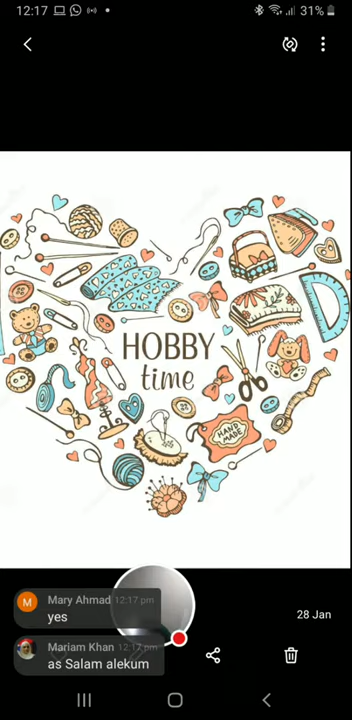 12:17
31%
HOBBY
time
HAND
MADE
Mary Ahmad 12:17 pm
yes
28 Jan
Mariam Khan 12:17 pm
as Salam alekum